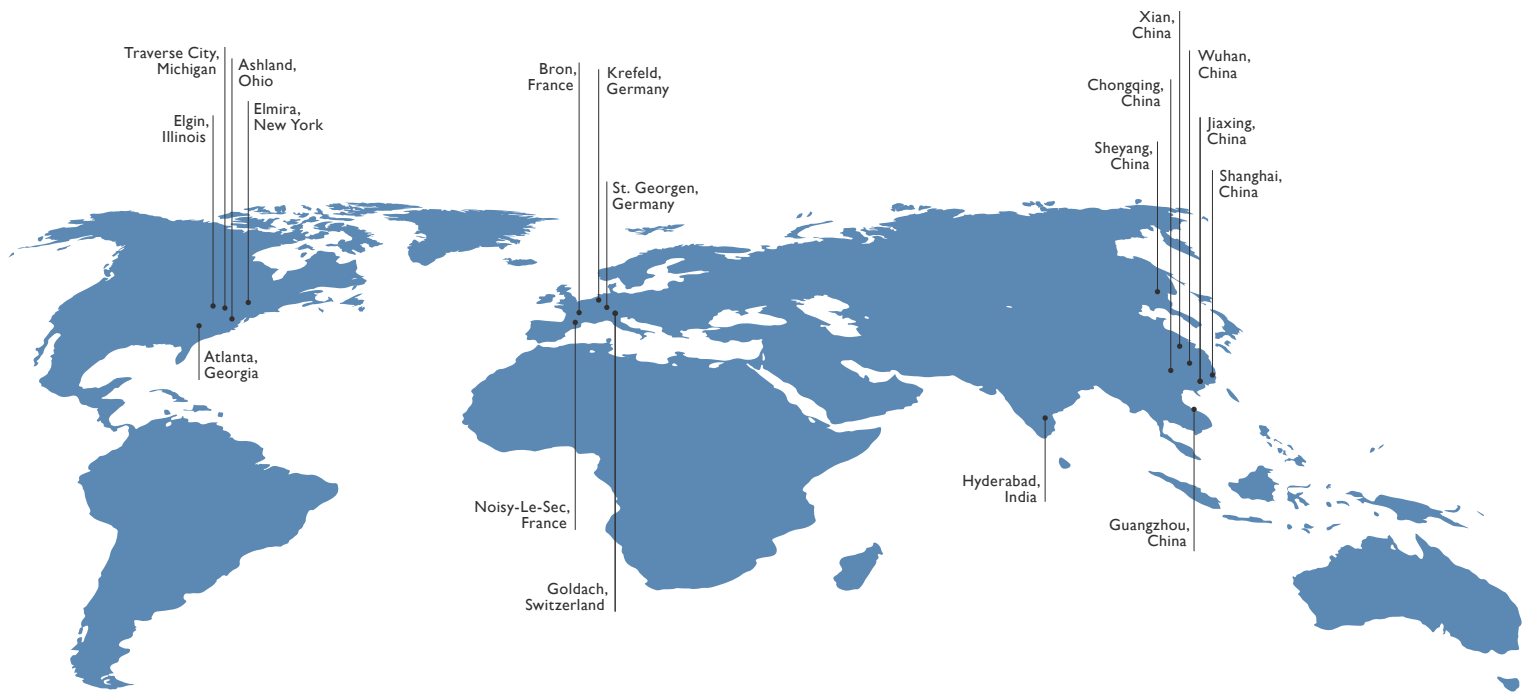 Traverse City,
Michigan
Ashland,
Ohio
Elgin,
Illinois
Elmira,
New York
Atlanta,
Georgia
Bron,
France
Krefeld,
Germany
St. Georgen,
Germany
Noisy-Le-Sec,
France
Goldach,
Switzerland
Xian,
China
Wuhan,
China
Chongqing,
China
Jiaxing,
China
Sheyang,
China
Shanghai,
China
Hyderabad,
India
Guangzhou,
China